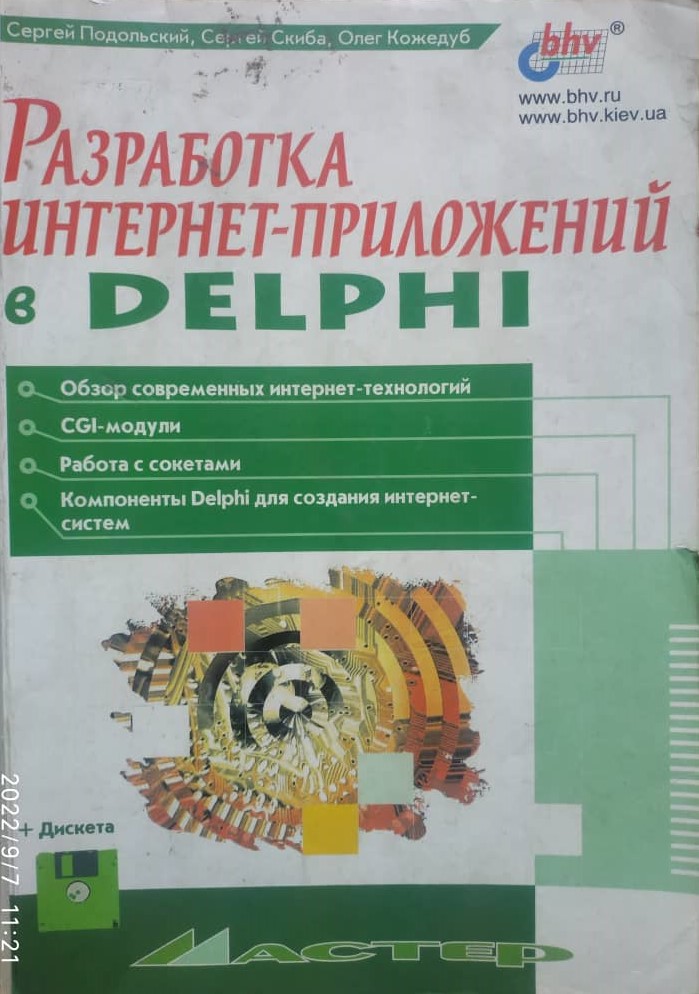 Сергей Подольский, Сергей Скиба, Олег Кожедуб
bhv®
www.bhv.ru
www.bhv.kiev.ua
РАЗРАБОТКА
ИНТЕРНЕТ-ПРИЛОЖЕНИЙ
в DELPHI
Обзор современных интернет-технологий
CGI-модули
Работа с сокетами
Компоненты Delphi для создания интернет-
систем
+ Дискета
МАСТЕР
2022/9/7 11:21